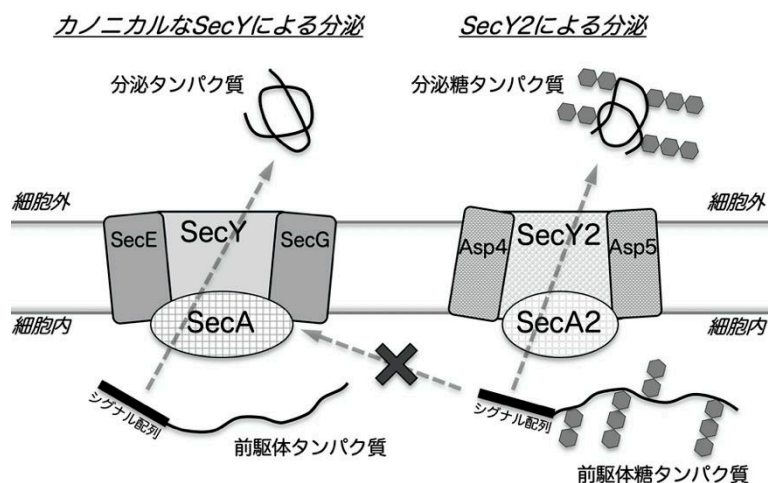 カノニカルなSecYによる分泌
SecY2による分泌
分泌タンパク質
分泌糖タンパク質
細胞外
細胞外
SecE
SecY
SecG
Asp4
SecY2
Asp5
細胞内
SecA
SecA2
細胞内
シグナル配列
前駆体タンパク質
シグナル配列
前駆体糖タンパク質